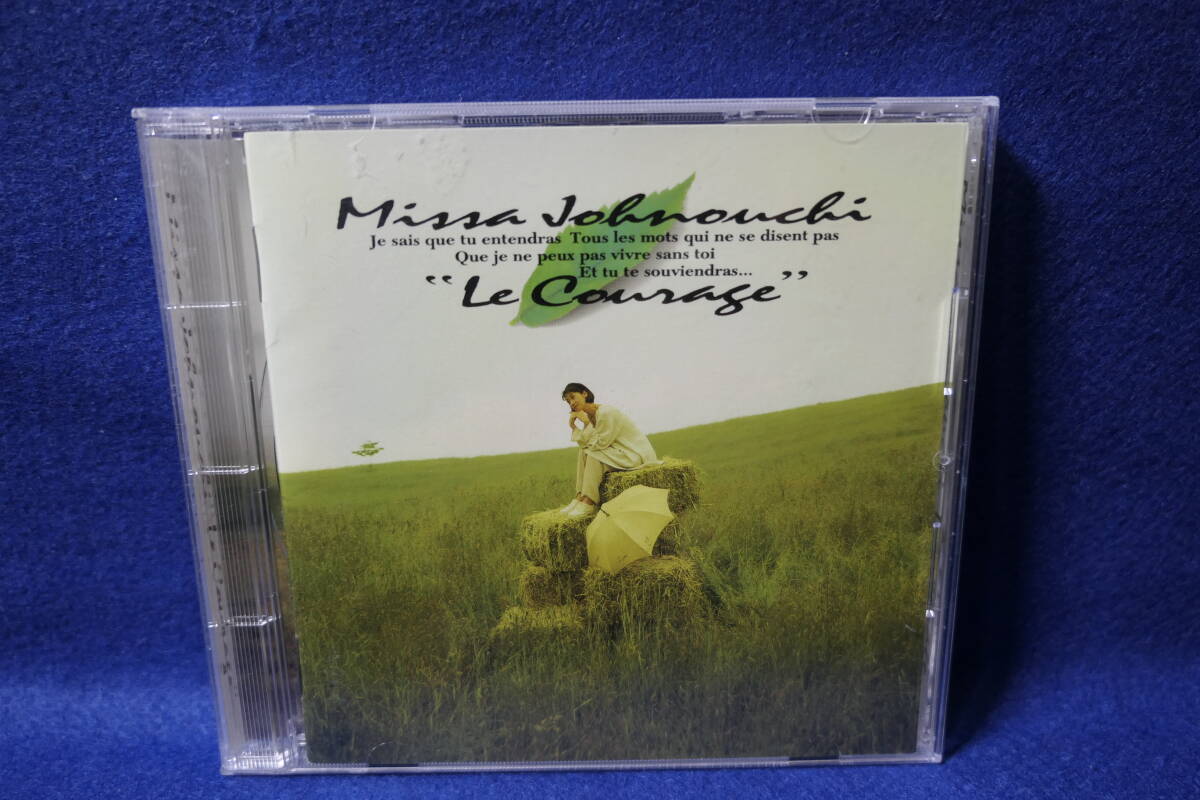 Missa Johnouchi
Je sais que tu entendras Tous les mots qui ne se disent pas
Que je ne peux pas vivre sans toi
Et tu te souviendras...
“Le Courage”